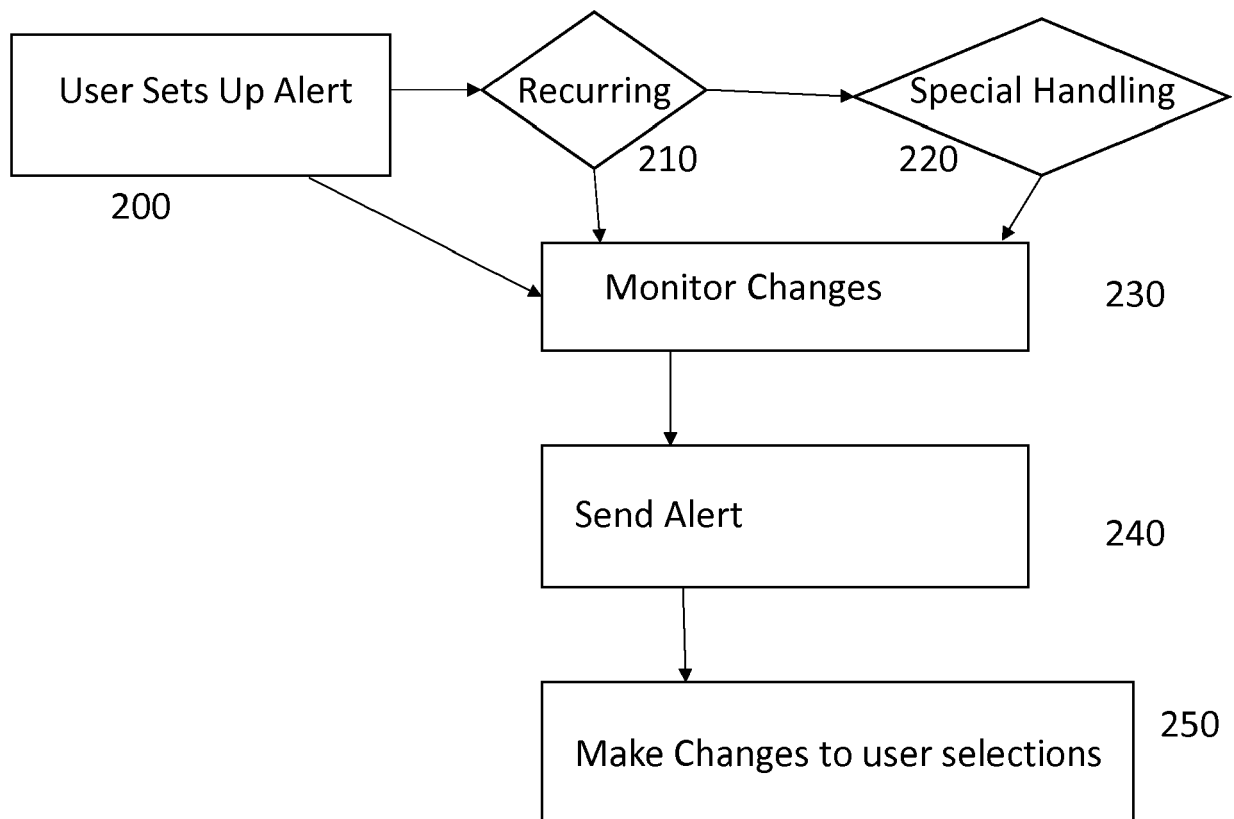 User Sets Up Alert
200
Recurring
210
Special Handling
220
Monitor Changes
230
Send Alert
240
Make Changes to user selections
250